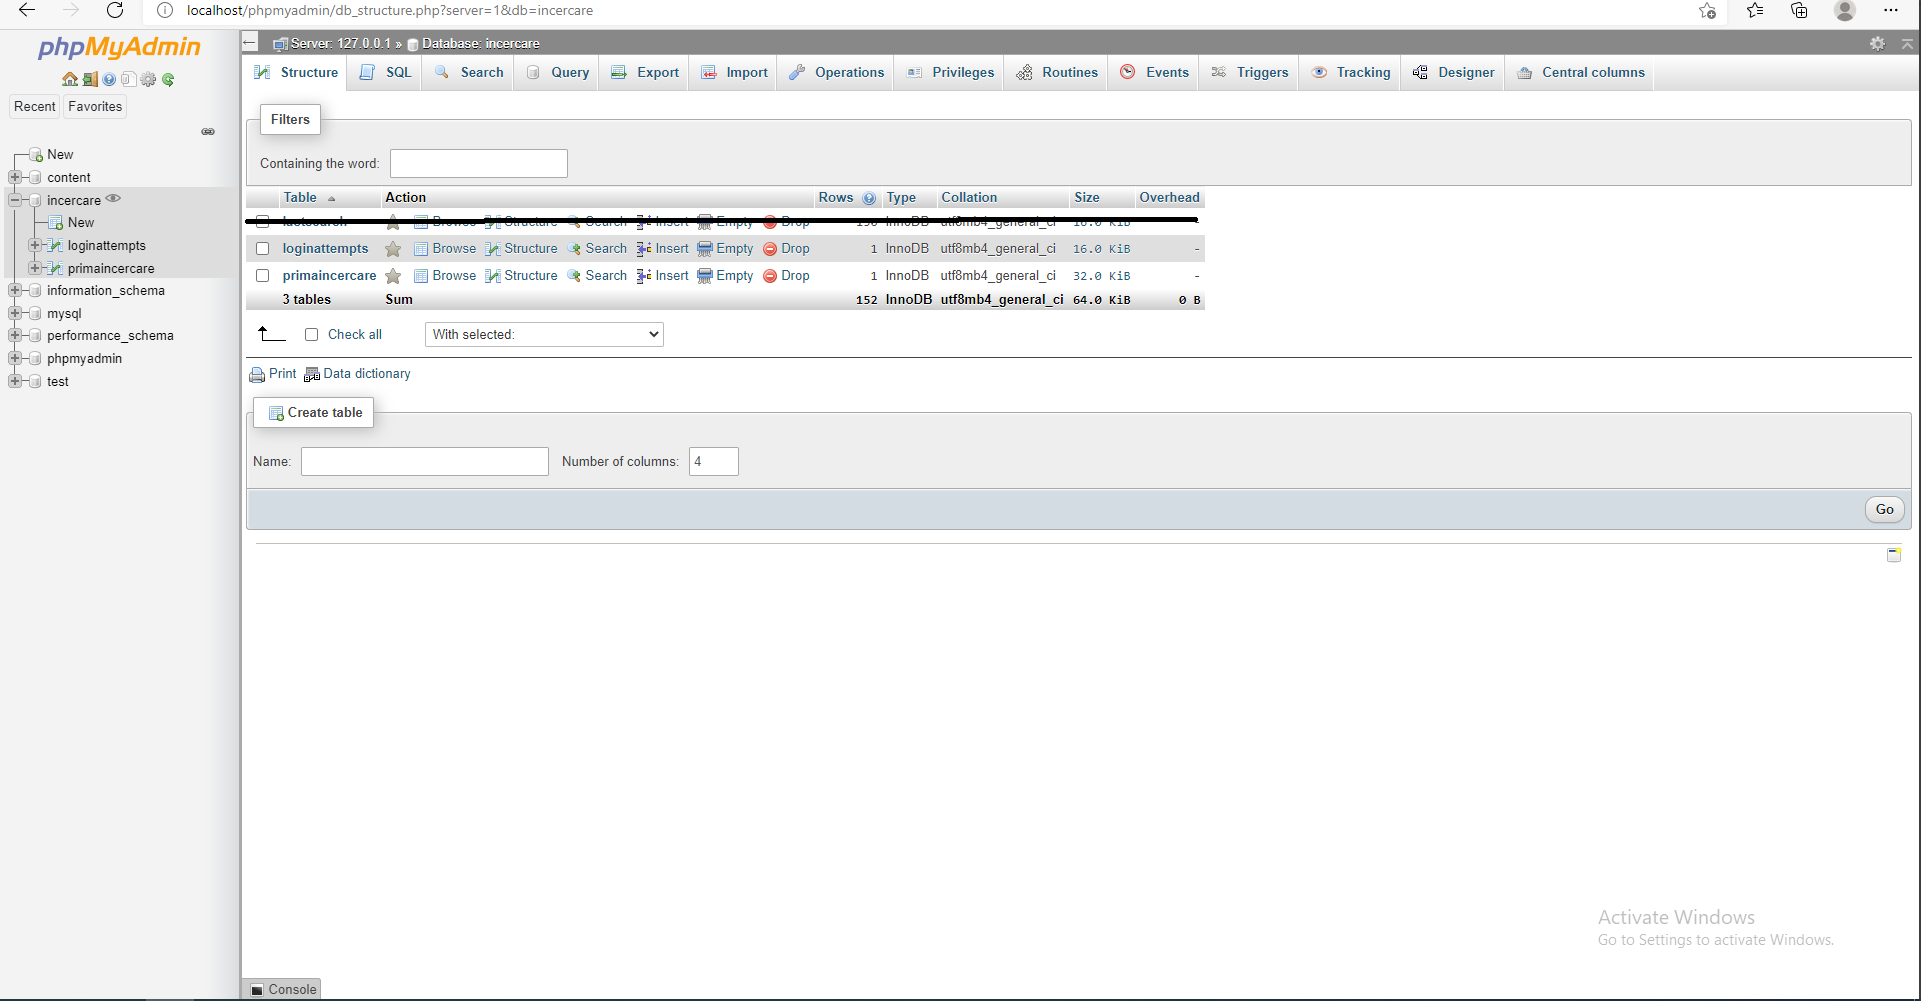 localhost/phpmyadmin/db_structure.php?server=1&db=incercare
phpMyAdmin
Recent Favorites
New
content
incercare
New
loginattempts
primaincercare
information_schema
mysql
performance_schema
phpmyadmin
test
Server: 127.0.0.1 » Database: incercare
Structure SQL Search Query Export Import Operations Privileges Routines Events Triggers Tracking Designer Central columns
Filters
Containing the word:
Table Action Rows Type Collation Size Overhead
Browse Structure Search Insert Empty Drop InnoDB utf8mb4_general_ci 16.0 KiB -
loginattempts Browse Structure Search Insert Empty Drop 1 InnoDB utf8mb4_general_ci 16.0 KiB -
primaincercare Browse Structure Search Insert Empty Drop 1 InnoDB utf8mb4_general_ci 32.0 KiB -
3 tables Sum 152 InnoDB utf8mb4_general_ci 64.0 KiB 0 B
Check all With selected:
Print Data dictionary
Create table
Name: Number of columns: 4
Go
Activate Windows
Go to Settings to activate Windows.
Console